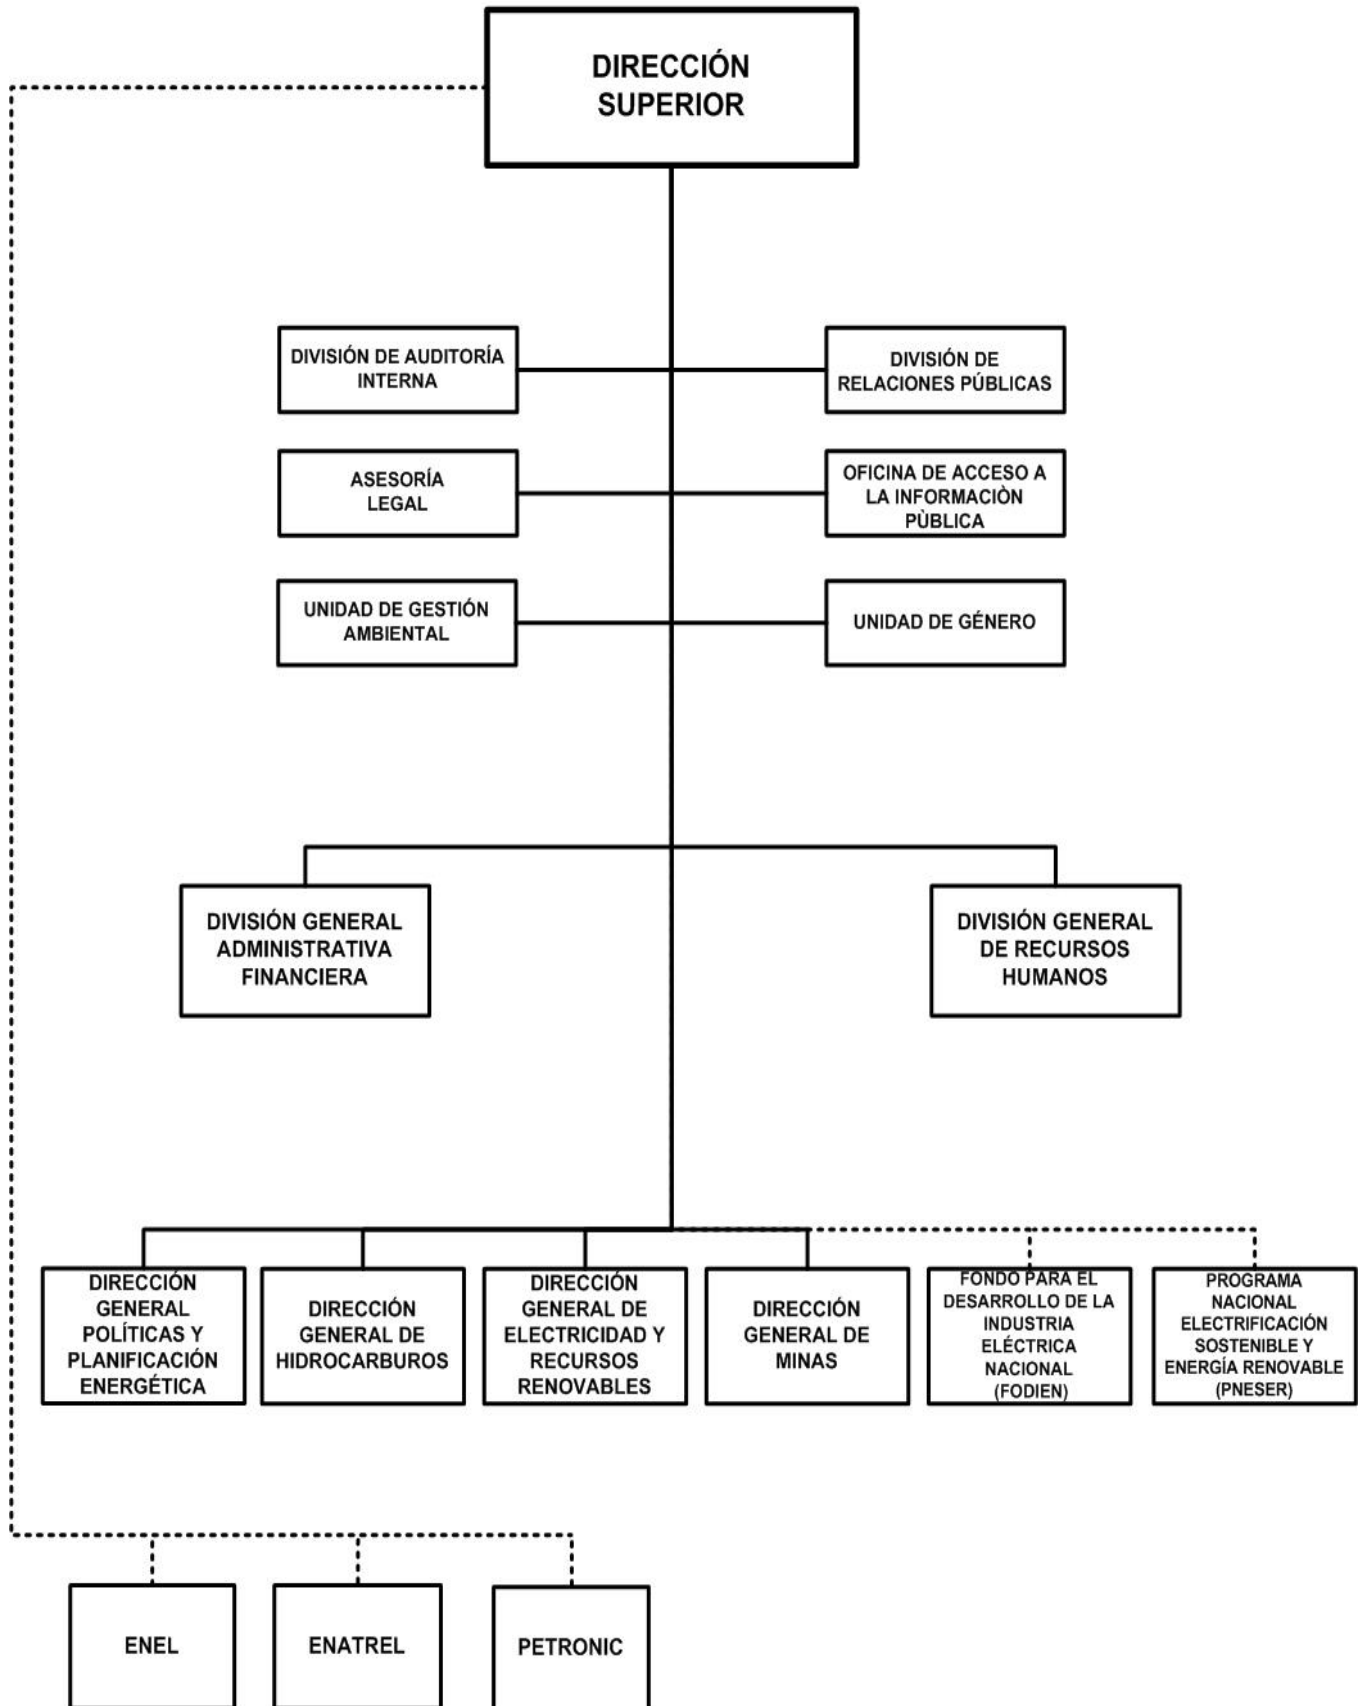 DIRECCIÓN
SUPERIOR
DIVISIÓN DE AUDITORÍA
INTERNA
DIVISIÓN DE
RELACIONES PÚBLICAS
ASESORÍA
LEGAL
OFICINA DE ACCESO A
LA INFORMACIÒN
PÙBLICA
UNIDAD DE GESTIÓN
AMBIENTAL
UNIDAD DE GÉNERO
DIVISIÓN GENERAL
ADMINISTRATIVA
FINANCIERA
DIVISIÓN GENERAL
DE RECURSOS
HUMANOS
DIRECCIÓN
GENERAL
POLÍTICAS Y
PLANIFICACIÓN
ENERGÉTICA
DIRECCIÓN
GENERAL DE
HIDROCARBUROS
DIRECCIÓN
GENERAL DE
ELECTRICIDAD Y
RECURSOS
RENOVABLES
DIRECCIÓN
GENERAL DE
MINAS
FONDO PARA EL
DESARROLLO DE LA
INDUSTRIA
ELÉCTRICA
NACIONAL
(FODIEN)
PROGRAMA
NACIONAL
ELECTRIFICACIÓN
SOSTENIBLE Y
ENERGÍA RENOVABLE
(PNESER)
ENEL
ENATREL
PETRONIC